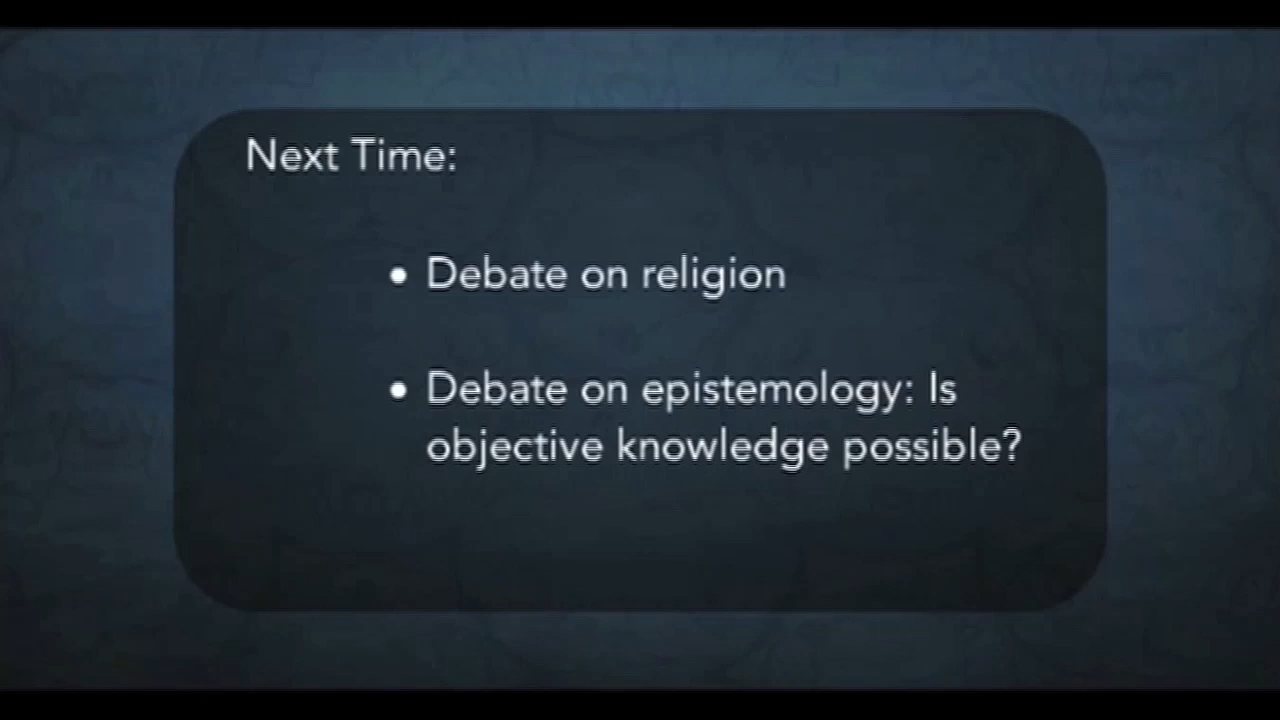 Next Time:
• Debate on religion
• Debate on epistemology: Is
objective knowledge possible?